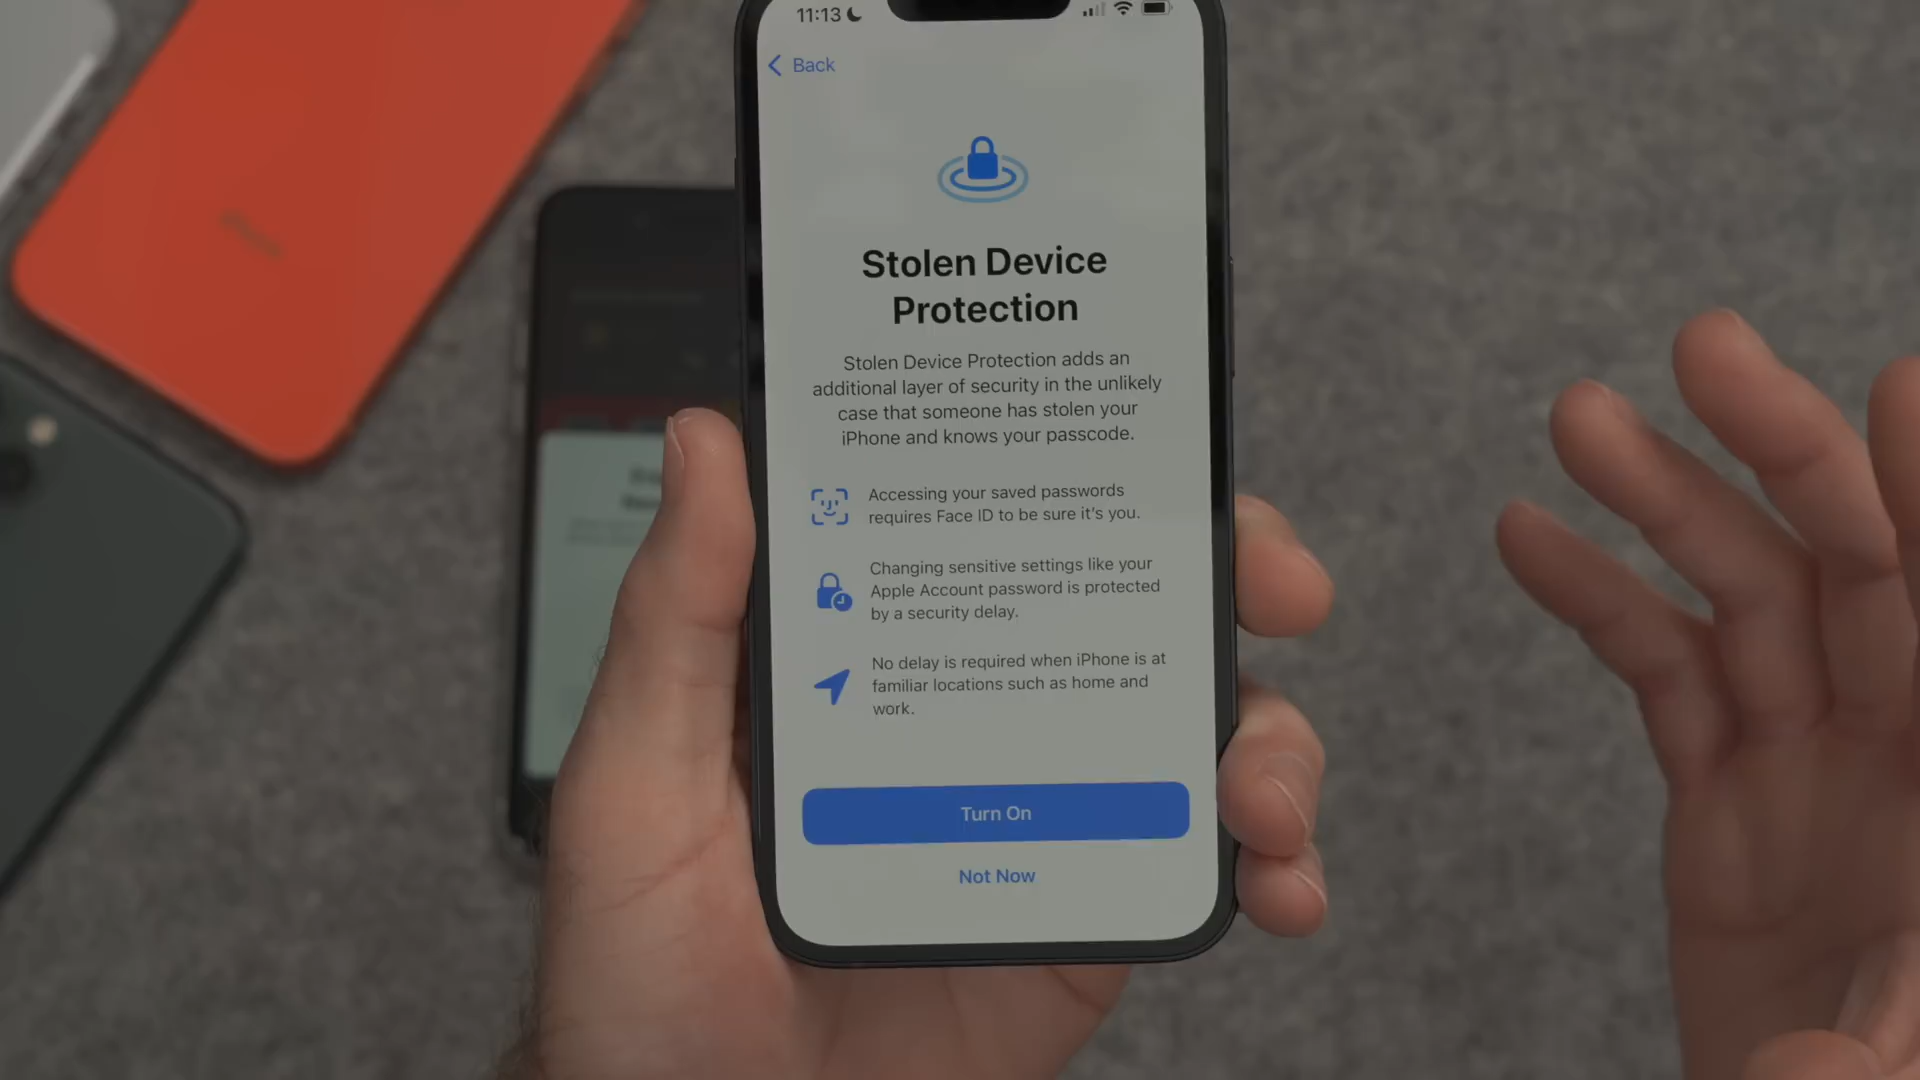 11:13
Back
Stolen Device
Protection
Stolen Device Protection adds an
additional layer of security in the unlikely
case that someone has stolen your
iPhone and knows your passcode.
Accessing your saved passwords
requires Face ID to be sure it's you.
Changing sensitive settings like your
Apple Account password is protected
by a security delay.
No delay is required when iPhone is at
familiar locations such as home and
work.
Turn On
Not Now